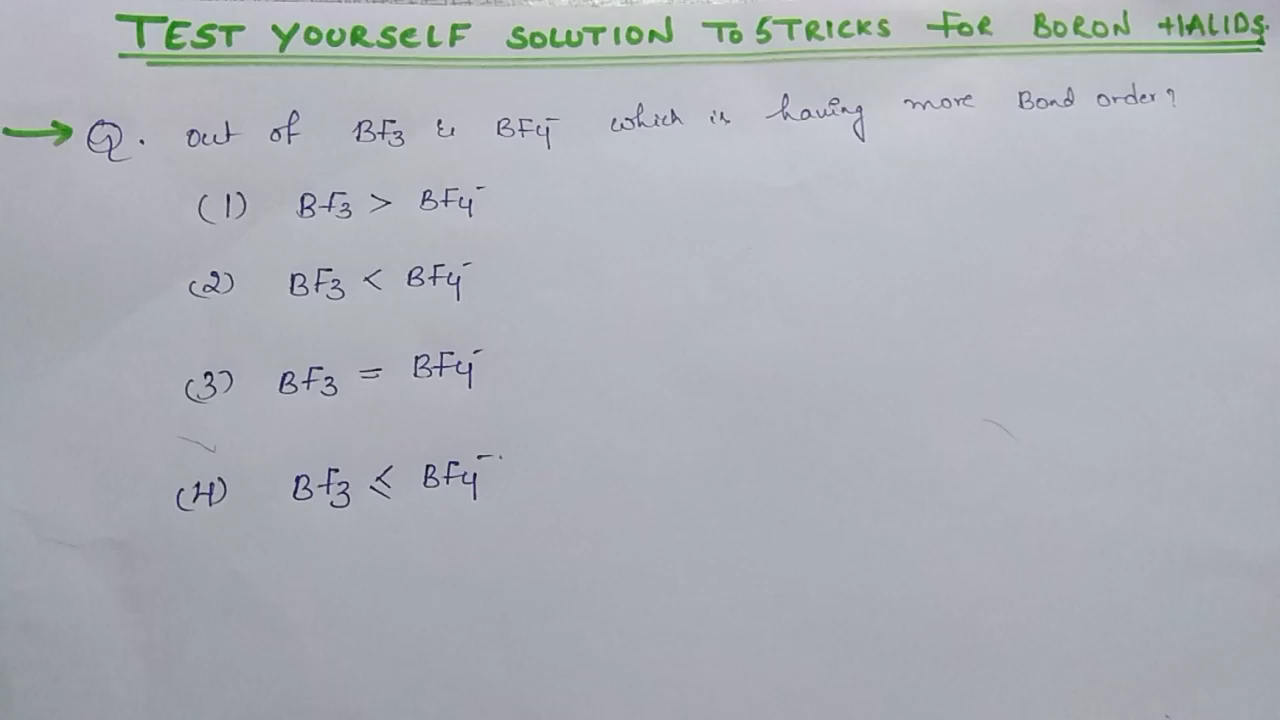 TEST YOURSELF SOLUTION TO 5TRICKS FOR BORON HALIDS.
Q. out of BF3 & BF4- which is having more Bond order?
(1) BF3 > BF4-
(2) BF3 < BF4-
(3) BF3 = BF4-
(4) BF3 ≤ BF4-